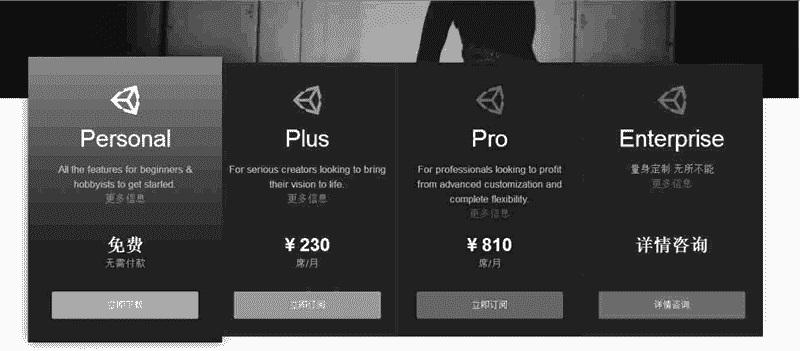 Personal
All the features for beginners &
hobbyists to get started.
更多信息
免费
无需付款
立即下载
Plus
For serious creators looking to bring
their vision to life.
更多信息
¥ 230
席/月
立即订阅
Pro
For professionals looking to profit
from advanced customization and
complete flexibility.
更多信息
¥ 810
席/月
立即订阅
Enterprise
量身定制 无所不能
更多信息
详情咨询
详情咨询